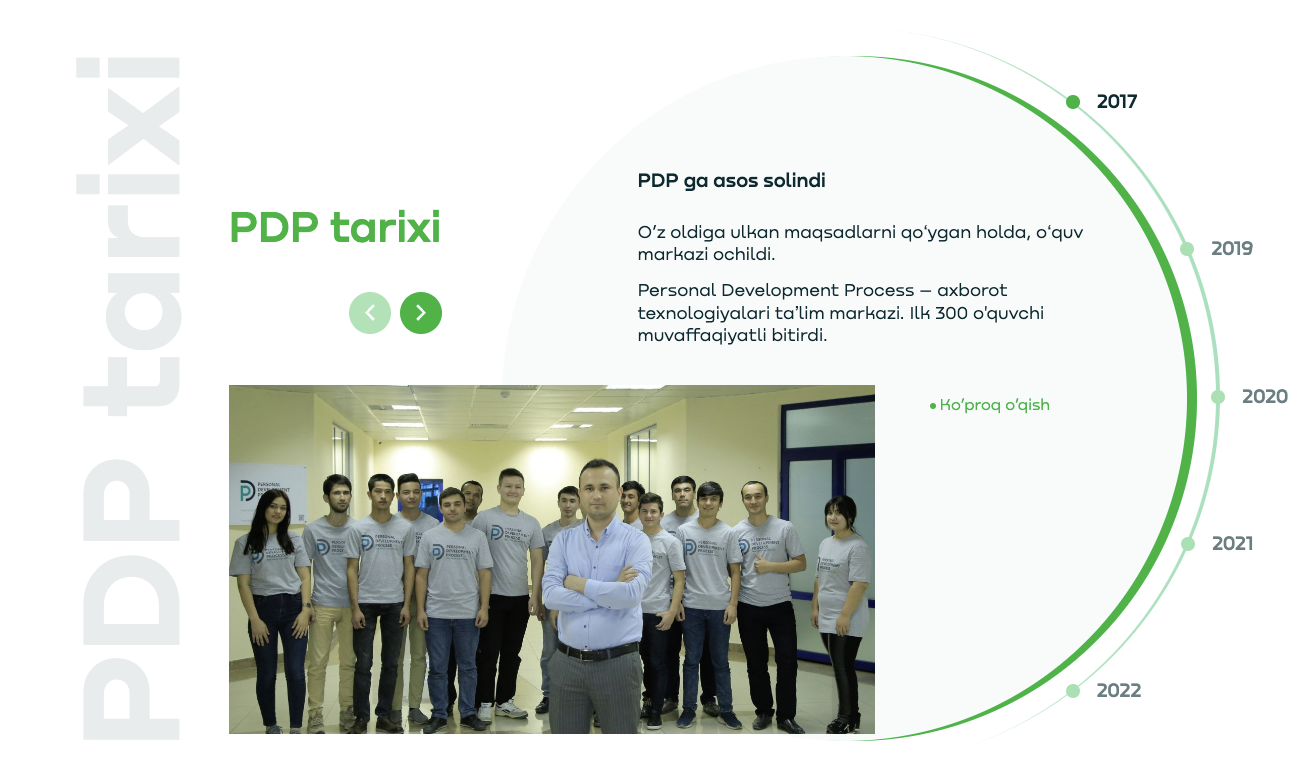 PDP tarixi
PDP tarixi
PDP ga asos solindi
O‘z oldiga ulkan maqsadlarni qo‘ygan holda, o‘quv
markazi ochildi.
Personal Development Process – axborot
texnologiyalari ta’lim markazi. Ilk 300 o'quvchi
muvaffaqiyatli bitirdi.
Ko‘proq o‘qish
2017
2019
2020
2021
2022
PERSONAL
DEVELOPMENT
PERSONAL
DEVELOPMENT
PROCESS